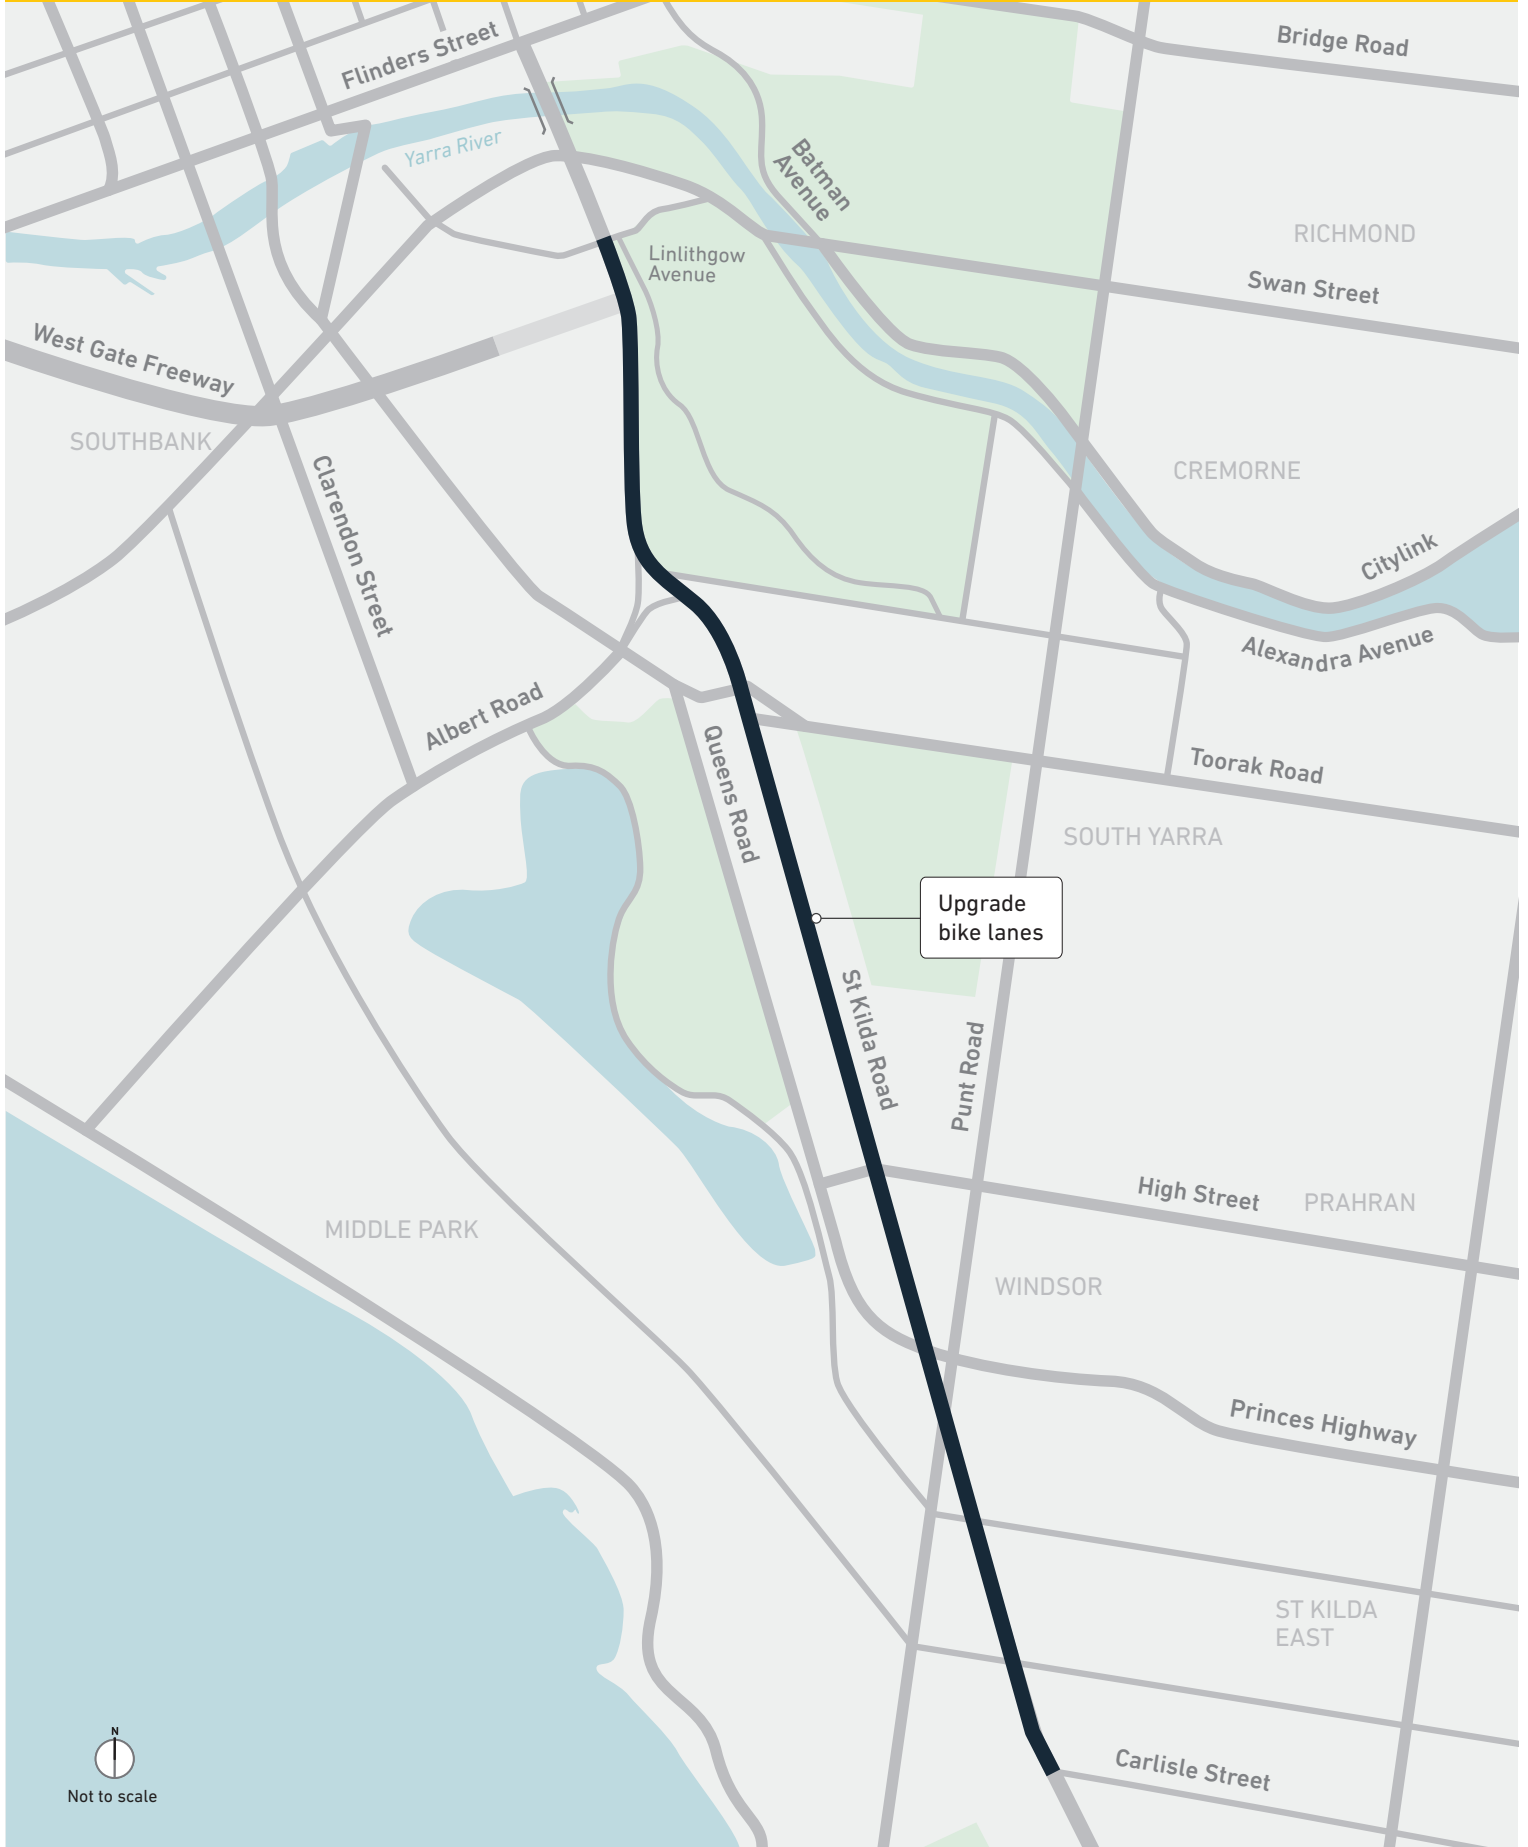 Bridge Road
Flinders Street
Yarra River
Batman
Avenue
RICHMOND
Linlithgow
Avenue
Swan Street
West Gate Freeway
SOUTHBANK
CREMORNE
Clarendon Street
Citylink
Alexandra Avenue
Albert Road
Queens Road
Toorak Road
SOUTH YARRA
Upgrade
bike lanes
St Kilda Road
Punt Road
High Street
PRAHRAN
MIDDLE PARK
WINDSOR
Princes Highway
ST KILDA
EAST
N
Not to scale
Carlisle Street